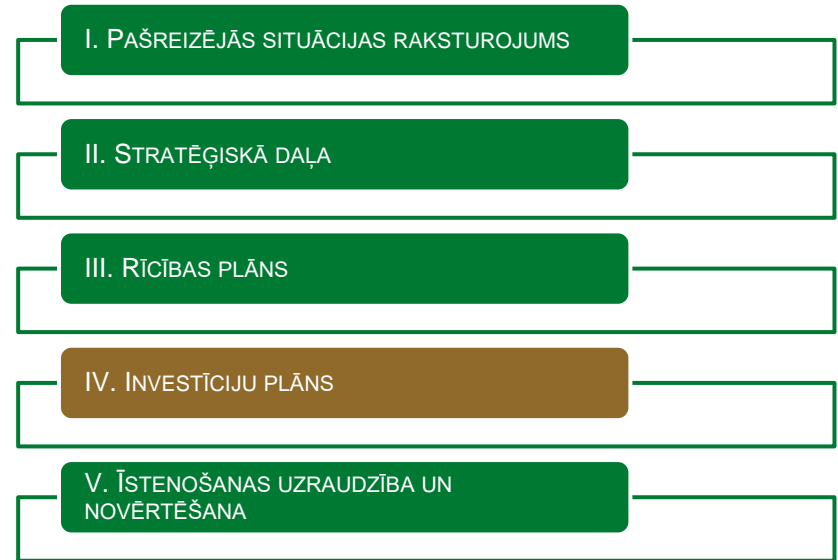 I. Pašreizējās situācijas raksturojums
II. Stratēģiskā daļa
III. Rīcības plāns
IV. Investīciju plāns
V. Īstenošanas uzraudzība un
novērtēšana